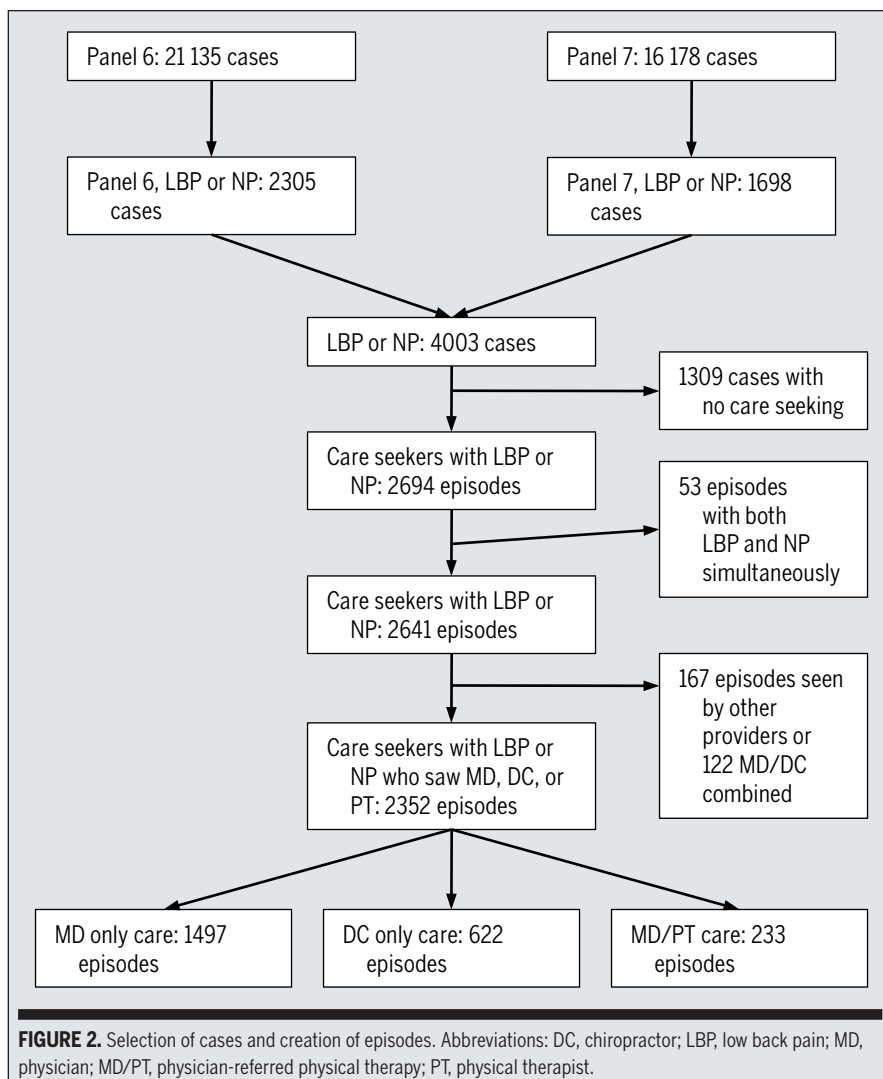 Panel 6: 21 135 cases
Panel 7: 16 178 cases
Panel 6, LBP or NP: 2305
cases
Panel 7, LBP or NP: 1698
cases
LBP or NP: 4003 cases
1309 cases with
no care seeking
Care seekers with LBP or
NP: 2694 episodes
53 episodes
with both
LBP and NP
simultaneously
Care seekers with LBP or
NP: 2641 episodes
167 episodes seen
by other
providers or
122 MD/DC
combined
Care seekers with LBP or
NP who saw MD, DC, or
PT: 2352 episodes
MD only care: 1497
episodes
DC only care: 622
episodes
MD/PT care: 233
episodes
FIGURE 2. Selection of cases and creation of episodes. Abbreviations: DC, chiropractor; LBP, low back pain; MD,
physician; MD/PT, physician-referred physical therapy; PT, physical therapist.